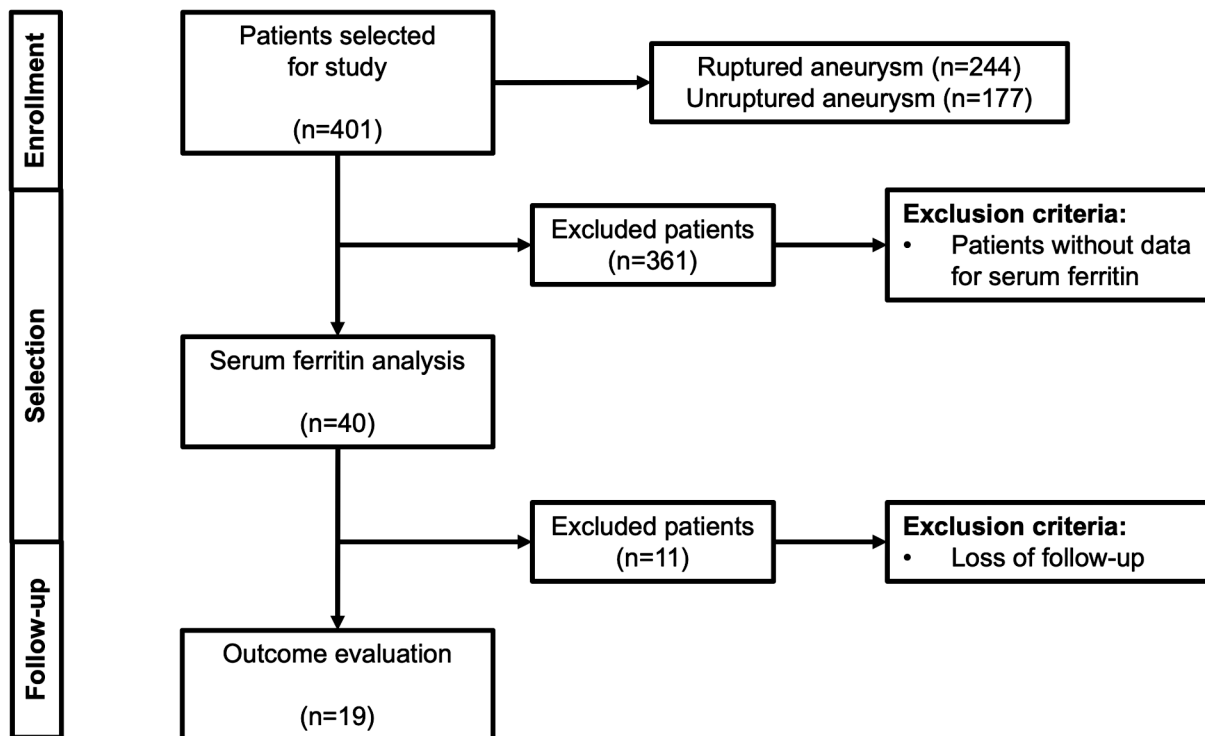 Enrollment
Patients selected
for study
(n=401)
Ruptured aneurysm (n=244)
Unruptured aneurysm (n=177)
Selection
Excluded patients
(n=361)
Exclusion criteria:
• Patients without data
for serum ferritin
Serum ferritin analysis
(n=40)
Excluded patients
(n=11)
Exclusion criteria:
• Loss of follow-up
Follow-up
Outcome evaluation
(n=19)